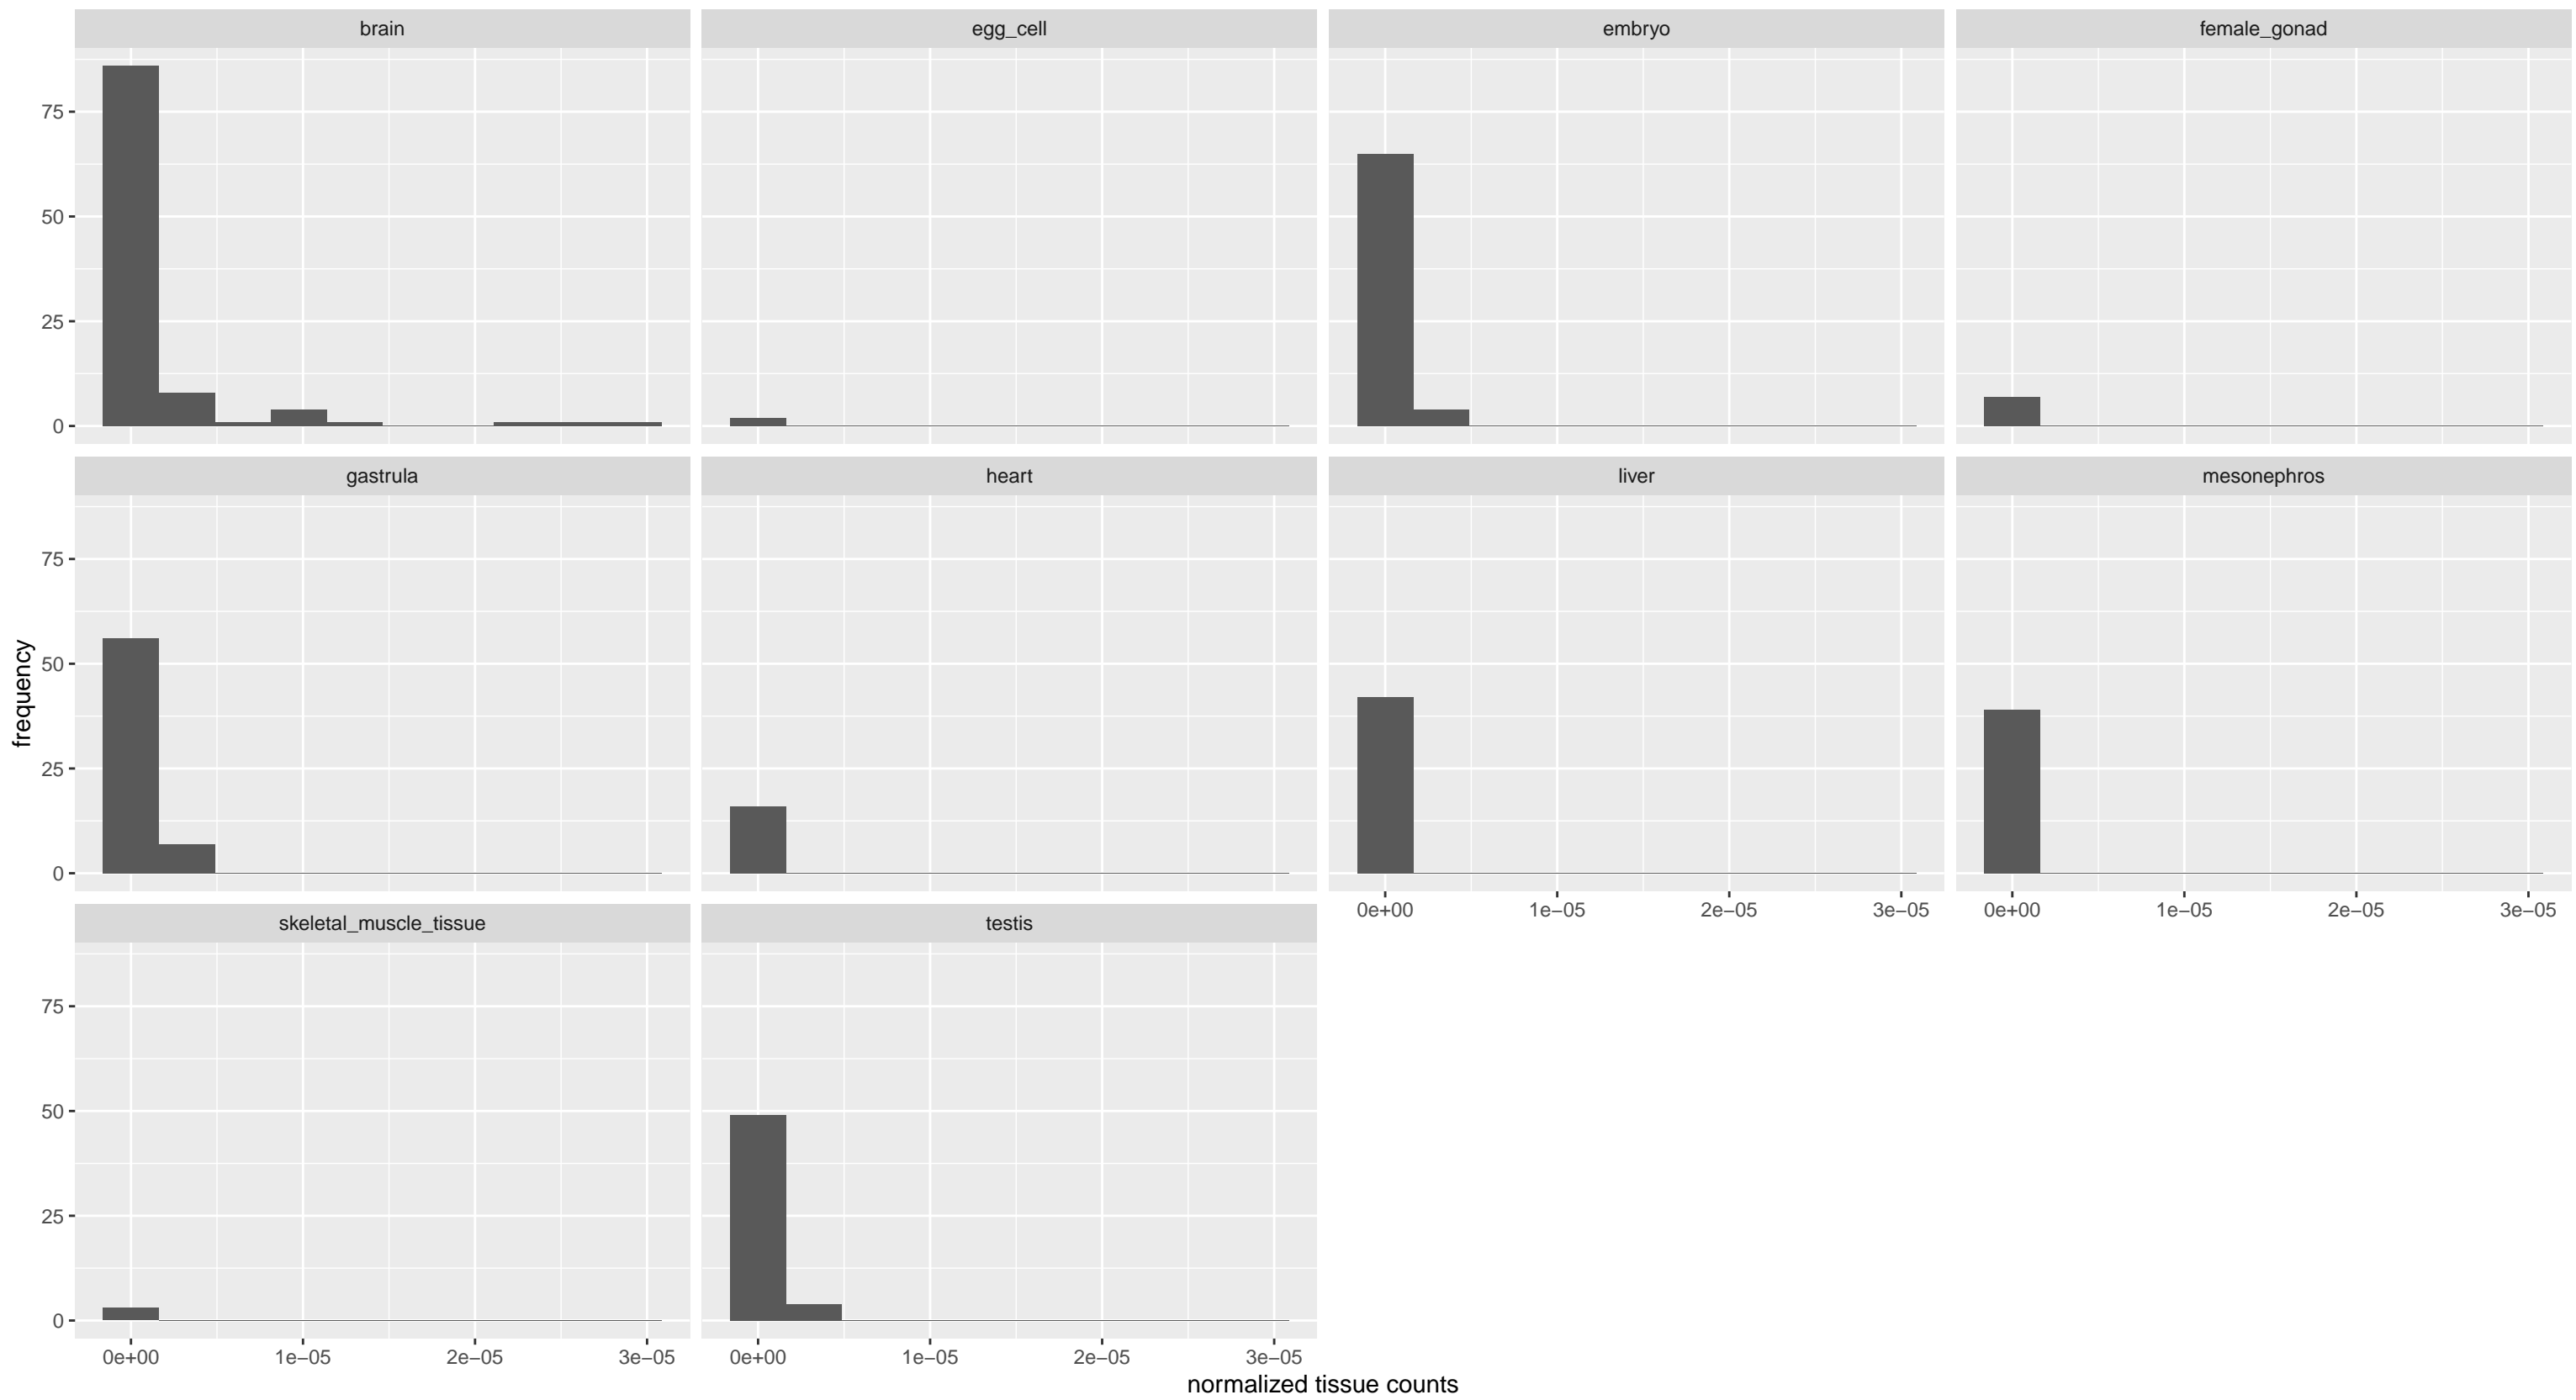 brain
egg_cell
embryo
female_gonad
75
50
25
0
gastrula
heart
liver
mesonephros
75
50
25
0
0e+00 1e−05 2e−05 3e−05
0e+00 1e−05 2e−05 3e−05
skeletal_muscle_tissue
testis
75
50
25
0
0e+00 1e−05 2e−05 3e−05
0e+00 1e−05 2e−05 3e−05
frequency
normalized tissue counts